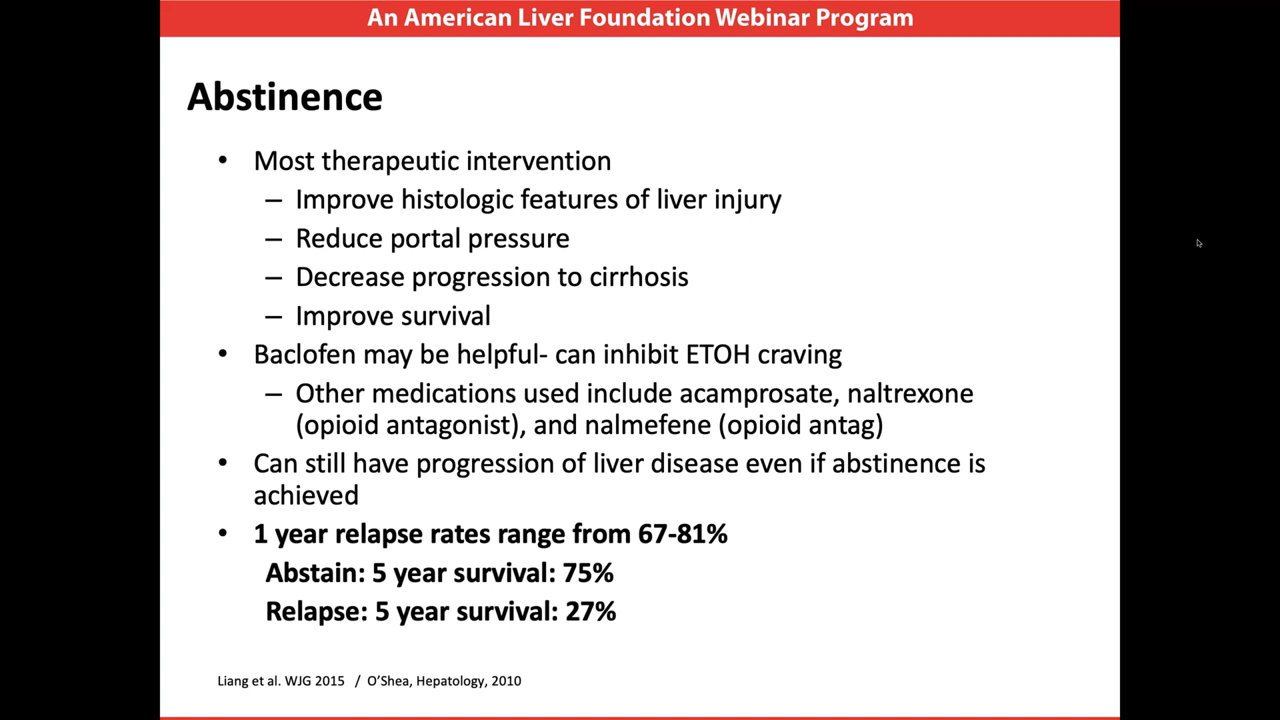 An American Liver Foundation Webinar Program
Abstinence
• Most therapeutic intervention
– Improve histologic features of liver injury
– Reduce portal pressure
– Decrease progression to cirrhosis
– Improve survival
• Baclofen may be helpful- can inhibit ETOH craving
– Other medications used include acamprosate, naltrexone
(opioid antagonist), and nalmefene (opioid antag)
• Can still have progression of liver disease even if abstinence is
achieved
• 1 year relapse rates range from 67-81%
Abstain: 5 year survival: 75%
Relapse: 5 year survival: 27%
Liang et al. WJG 2015 / O’Shea, Hepatology, 2010